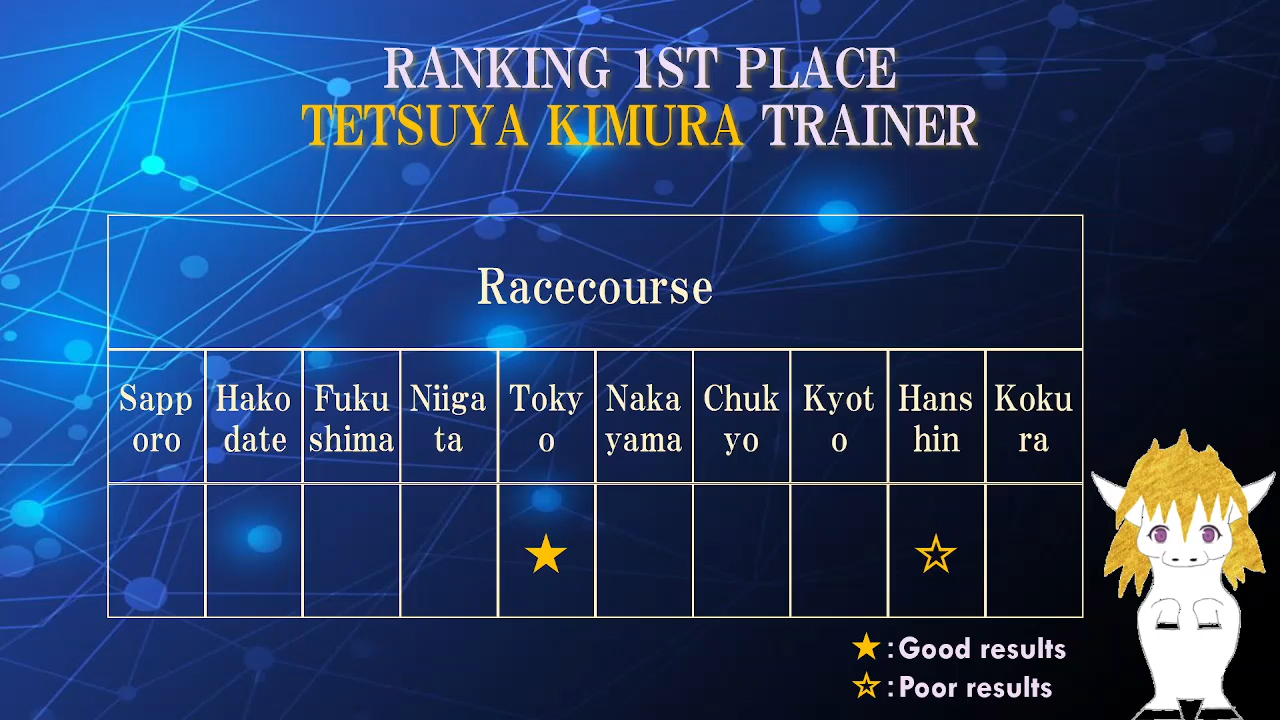 RANKING 1ST PLACE
TETSUYA KIMURA TRAINER
Racecourse
Sapp Hako Fuku Niiga Toky Naka Chuk Kyot Hans Koku
oro date shima ta o yama yo o hin ra
★ ☆
★:Good results
☆:Poor results